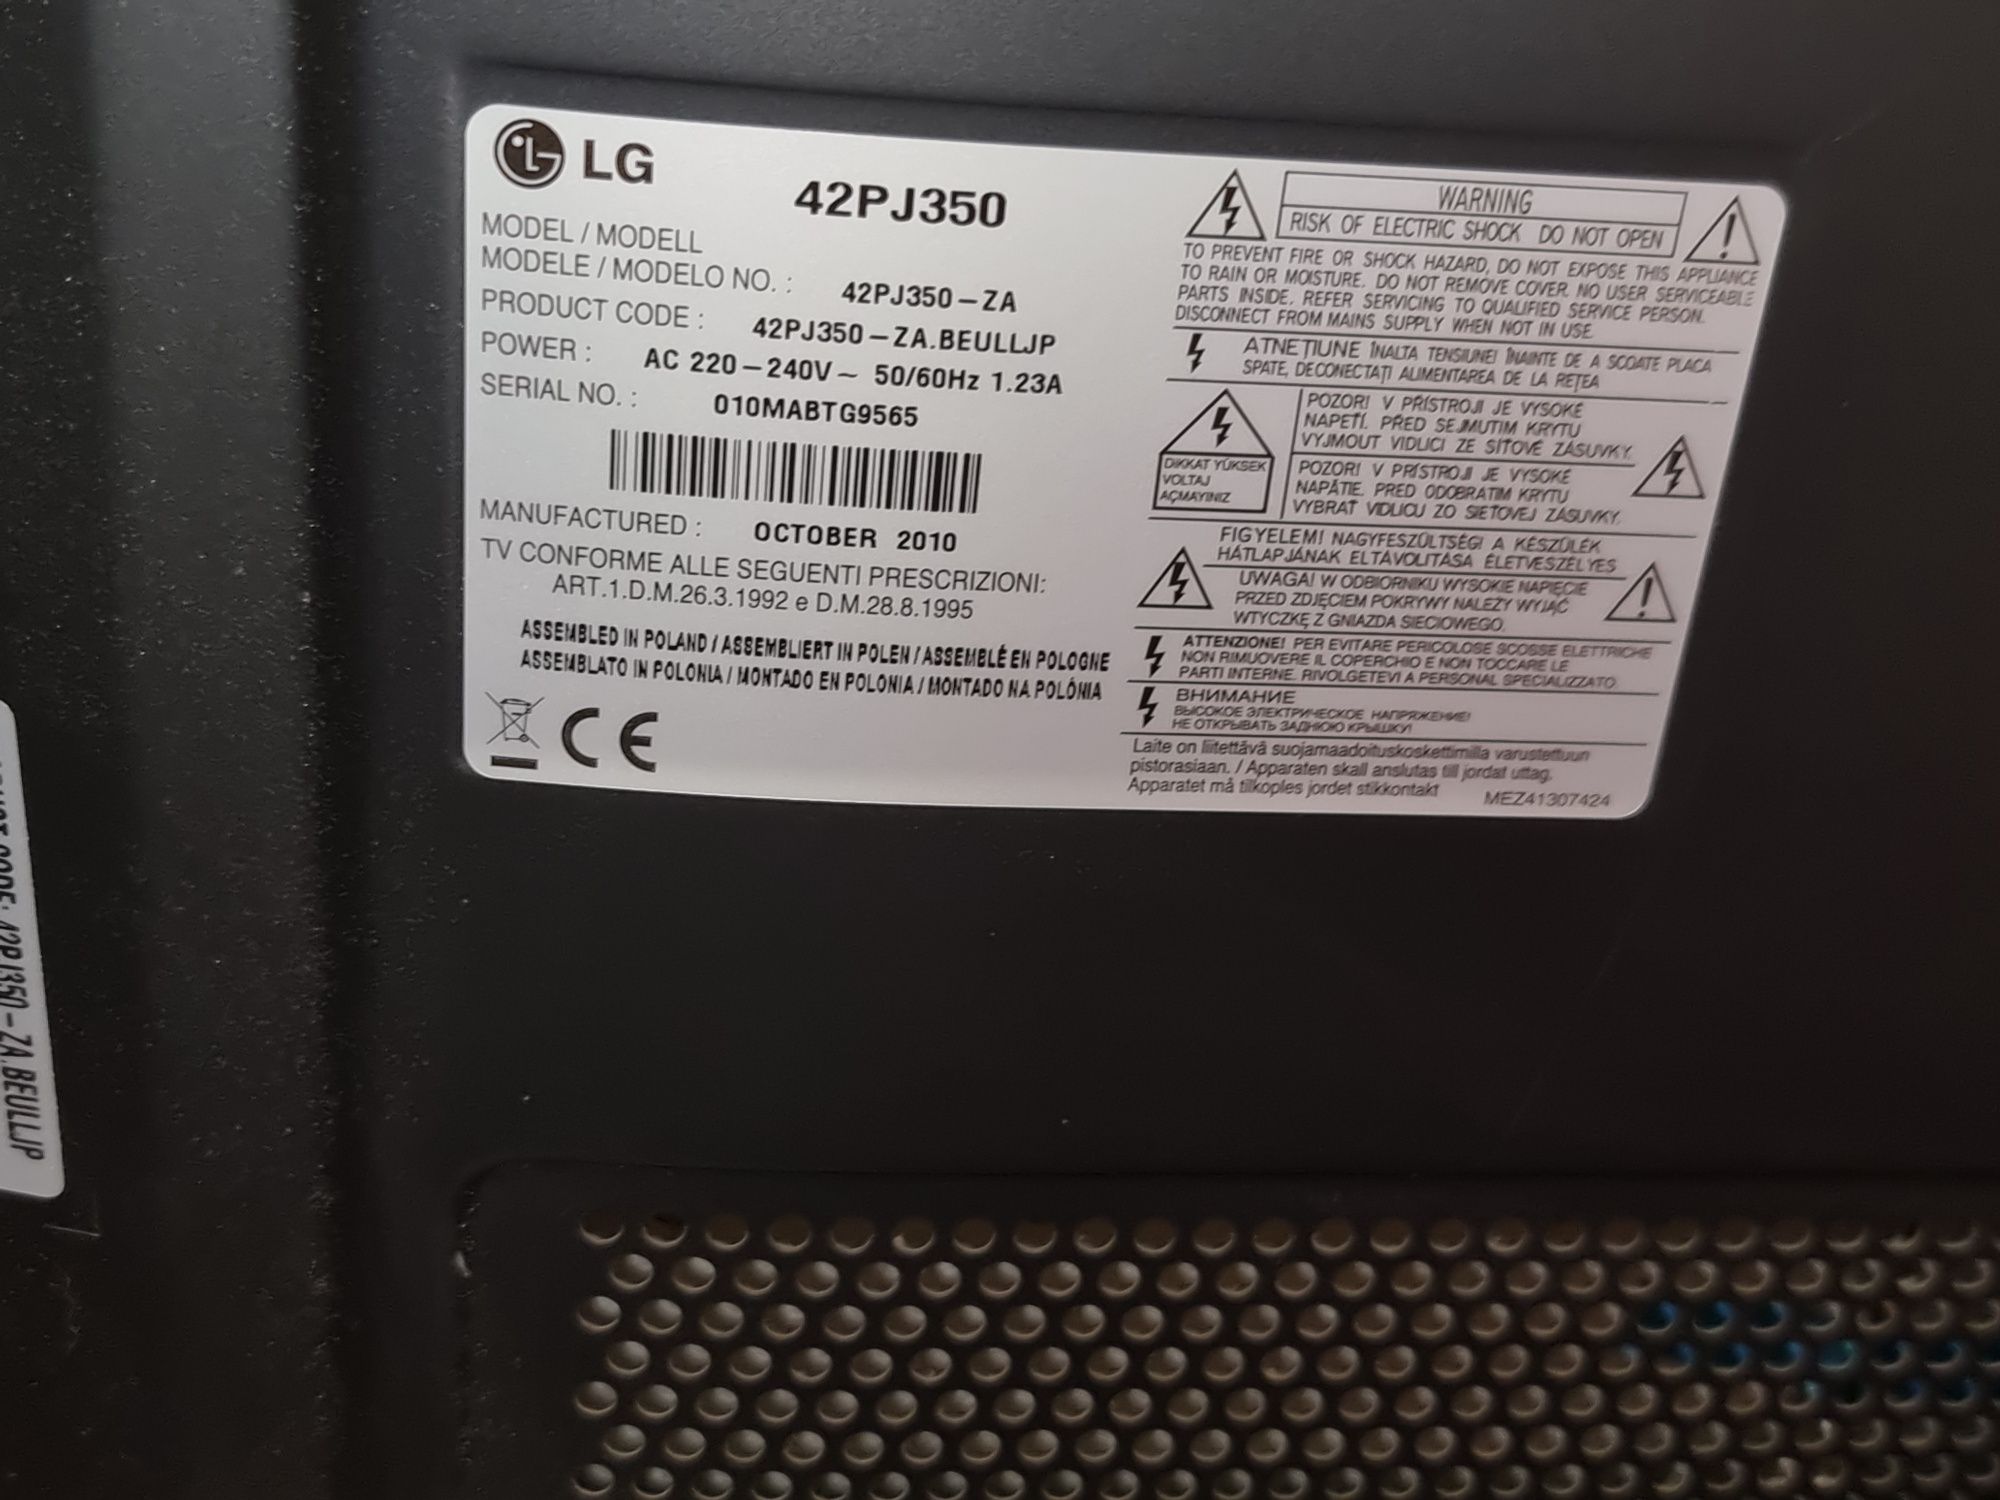 LG
42PJ350
MODEL / MODELL
MODELE / MODELO NO. : 42PJ350-ZA
PRODUCT CODE : 42PJ350-ZA.BEULLJP
POWER : AC 220-240V~ 50/60Hz 1.23A
SERIAL NO. : 010MABTG9565
MANUFACTURED : OCTOBER 2010
TV CONFORME ALLE SEGUENTI PRESCRIZIONI:
ART.1.D.M.26.3.1992 e D.M.28.8.1995
ASSEMBLED IN POLAND / ASSEMBLIERT IN POLEN / ASSEMBLÉ EN POLOGNE
ASSEMBLATO IN POLONIA / MONTADO EN POLONIA / MONTADO NA POLÓNIA
CE
WARNING
RISK OF ELECTRIC SHOCK DO NOT OPEN
TO PREVENT FIRE OR SHOCK HAZARD, DO NOT EXPOSE THIS APPLIANCE
TO RAIN OR MOISTURE. DO NOT REMOVE COVER. NO USER SERVICEABLE
PARTS INSIDE. REFER SERVICING TO QUALIFIED SERVICE PERSON.
DISCONNECT FROM MAINS SUPPLY WHEN NOT IN USE.
ATNEŢIUNE ÎNALTA TENSIUNE! ÎNAINTE DE A SCOATE PLACA
SPATE, DECONECTAŢI ALIMENTAREA DE LA REŢEA
DIKKAT YÜKSEK
VOLTAJ
AÇMAYINIZ
POZOR! V PŘÍSTROJI JE VYSOKÉ
NAPĚTÍ. PŘED SEJMUTIM KRYTU
VYJMOUT VIDLICI ZE SÍŤOVÉ ZÁSUVKY.
POZOR! V PRÍSTROJI JE VYSOKÉ
NAPÁTIE. PRED ODOBRATIM KRYTU
VYBRAŤ VIDLICU ZO SIEŤOVEJ ZÁSUVKY.
FIGYELEM! NAGYFESZÜLTSÉG! A KÉSZÜLÉK
HÁTLAPJÁNAK ELTÁVOLITÁSA ÉLETVESZÉLYES
UWAGA! W ODBIORNIKU WYSOKIE NAPIĘCIE
PRZED ZDJĘCIEM POKRYWY NALEŻY WYJĄĆ
WTYCZKĘ Z GNIAZDA SIECIOWEGO.
ATTENZIONE! PER EVITARE PERICOLOSE SCOSSE ELETTRICHE
NON RIMUOVERE IL COPERCHIO E NON TOCCARE LE
PARTI INTERNE. RIVOLGETEVI A PERSONAL SPECIALIZZATO.
ВНИМАНИЕ
ВЫСОКОЕ ЭЛЕКТРИЧЕСКОЕ НАПРЯЖЕНИЕ!
НЕ ОТКРЫВАТЬ ЗАДНЮЮ КРЫШКУ!
Laite on liitettävä suojamaadoituskoskettimilla varustettuun
pistorasiaan. / Apparaten skall anslutas till jordat uttag.
Apparatet må tilkoples jordet stikkontakt
MEZ41307424
CODE: 42PJ350-ZA.BEULLJP